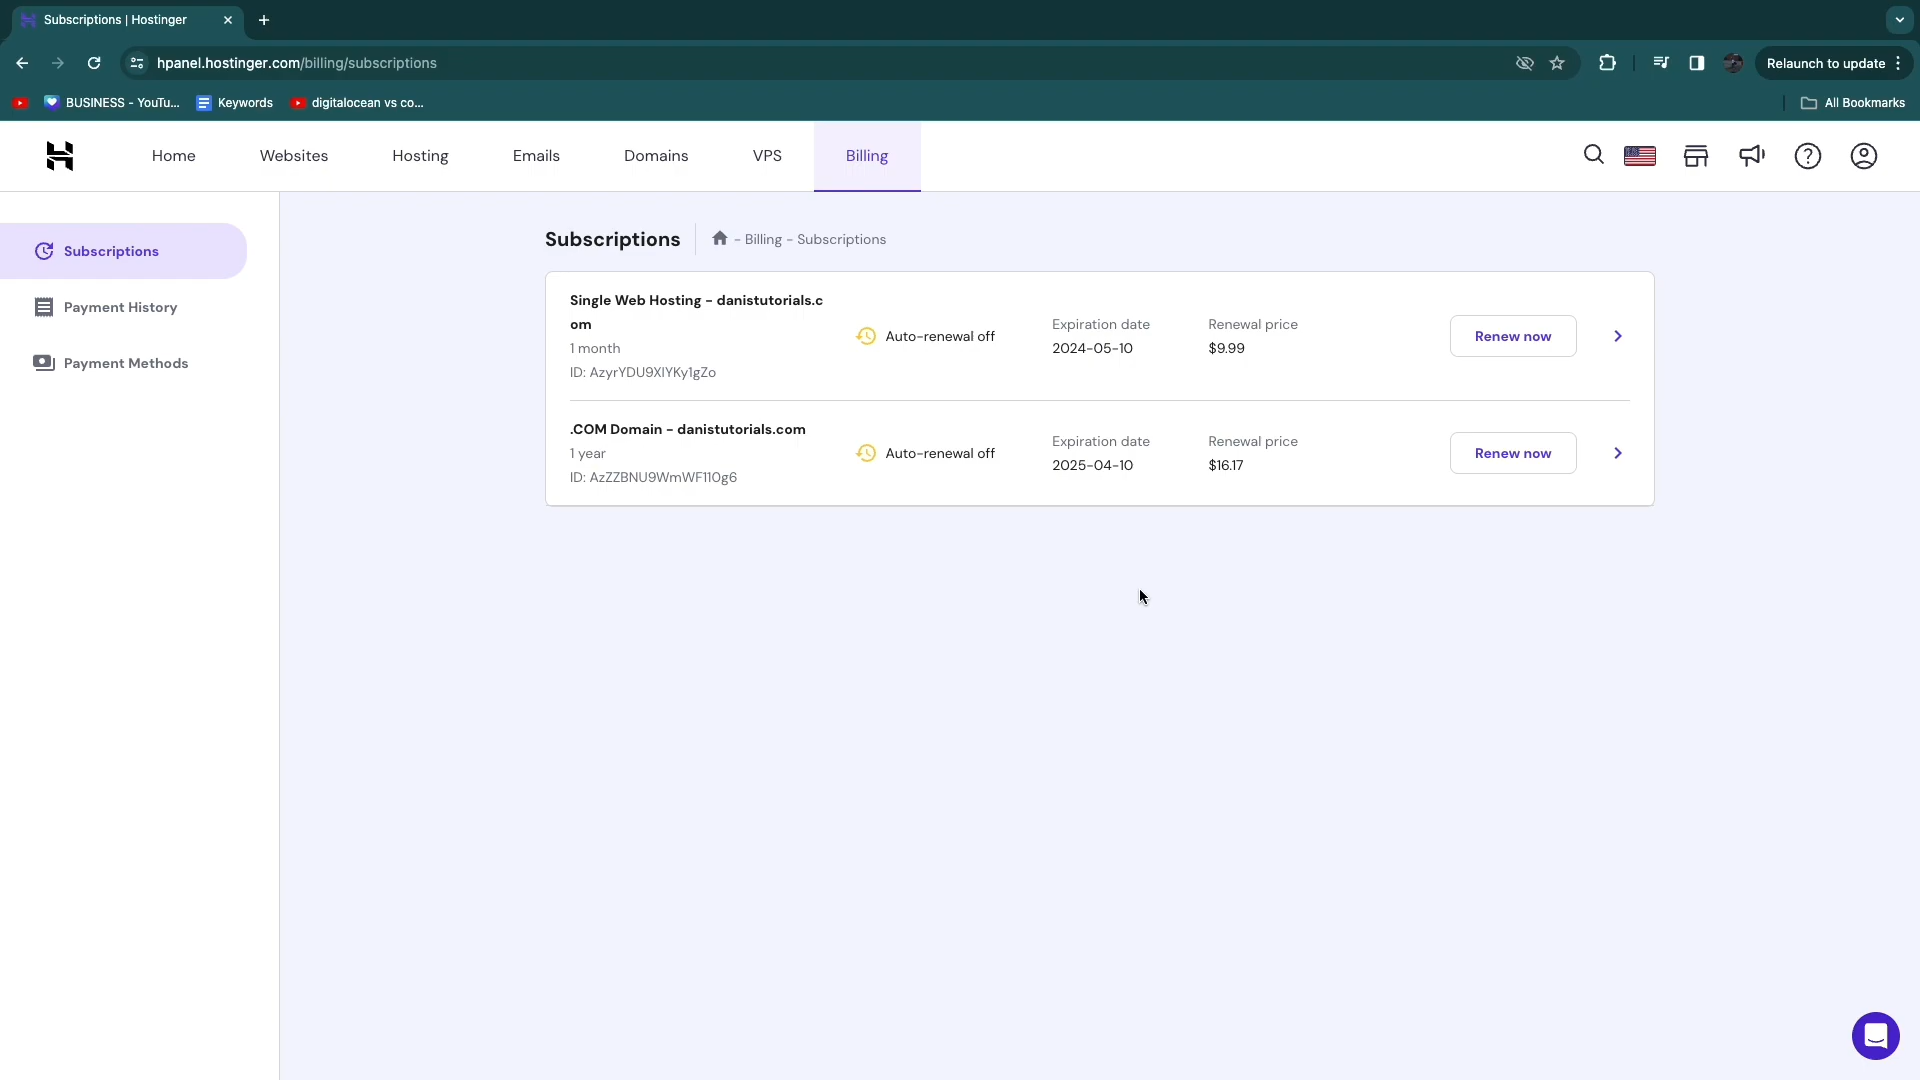 Subscriptions | Hostinger
hpanel.hostinger.com/billing/subscriptions
Relaunch to update
BUSINESS - YouTu...
Keywords
digitalocean vs co...
All Bookmarks
Home
Websites
Hosting
Emails
Domains
VPS
Billing
Subscriptions
Payment History
Payment Methods
Subscriptions
- Billing - Subscriptions
Single Web Hosting - danistutorials.c
om
1 month
ID: AzyrYDU9XIYKy1gZo
Auto-renewal off
Expiration date
2024-05-10
Renewal price
$9.99
Renew now
.COM Domain - danistutorials.com
1 year
ID: AzZZBNU9WmWF110g6
Auto-renewal off
Expiration date
2025-04-10
Renewal price
$16.17
Renew now